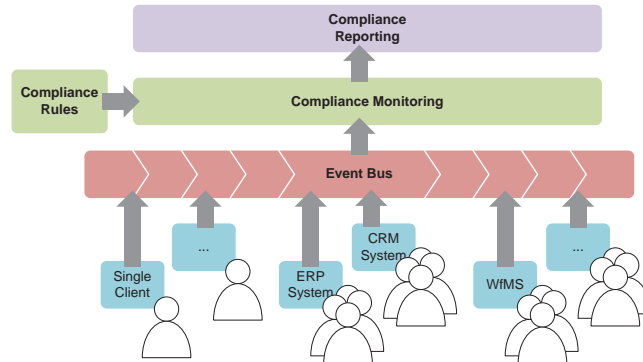 Compliance
Reporting
Compliance
Rules
Compliance Monitoring
Event Bus
...
CRM
System
...
Single
Client
ERP
System
WfMS